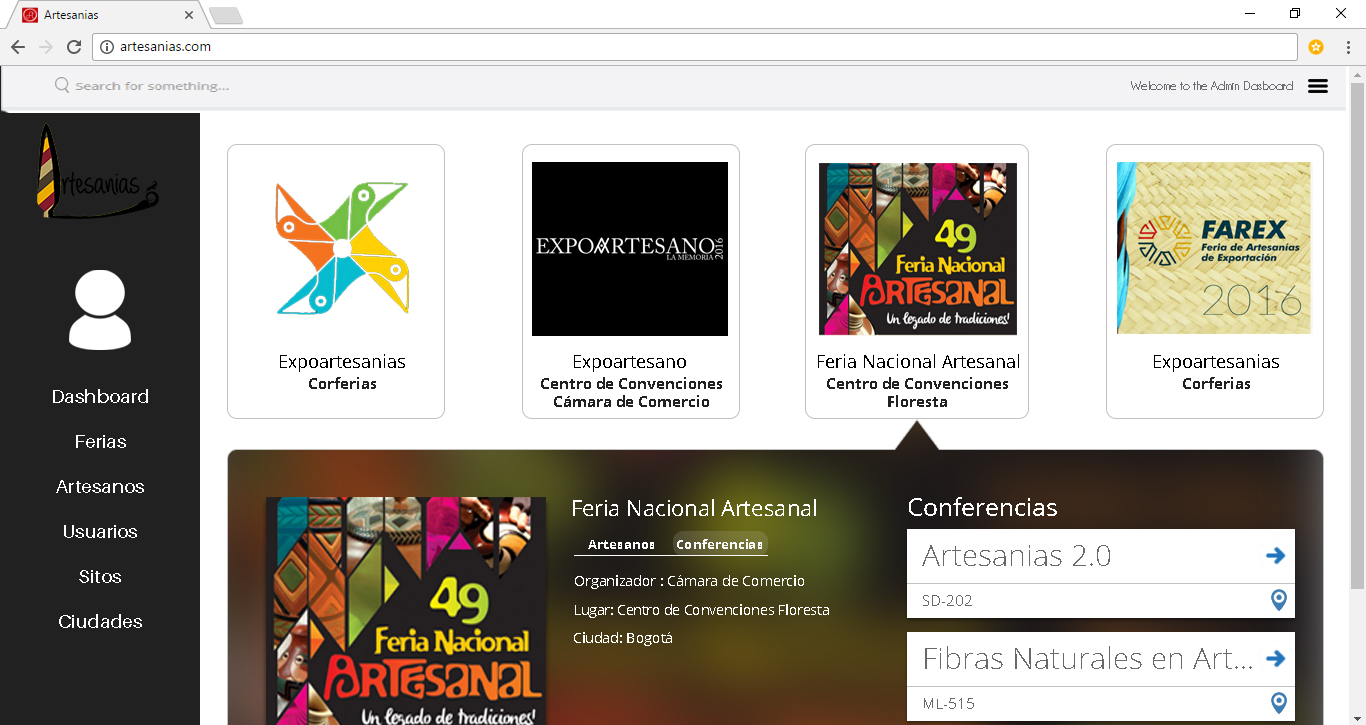 Artesanias
artesanias.com
Search for something...
Welcome to the Admin Dasboard
Artesanias
Dashboard
Ferias
Artesanos
Usuarios
Sitos
Ciudades
Expoartesanias
Corferias
EXPOARTESANO
LA MEMORIA
2016
Expoartesano
Centro de Convenciones
Cámara de Comercio
49
Feria Nacional
ARTESANAL
Un legado de tradiciones!
Feria Nacional Artesanal
Centro de Convenciones
Floresta
FAREX
Feria de Artesanías
de Exportación
2016
Expoartesanias
Corferias
49
Feria Nacional
ARTESANAL
Un legado de tradiciones!
Feria Nacional Artesanal
Artesanos Conferencias
Organizador : Cámara de Comercio
Lugar: Centro de Convenciones Floresta
Ciudad: Bogotá
Conferencias
Artesanias 2.0
SD-202
Fibras Naturales en Art...
ML-515